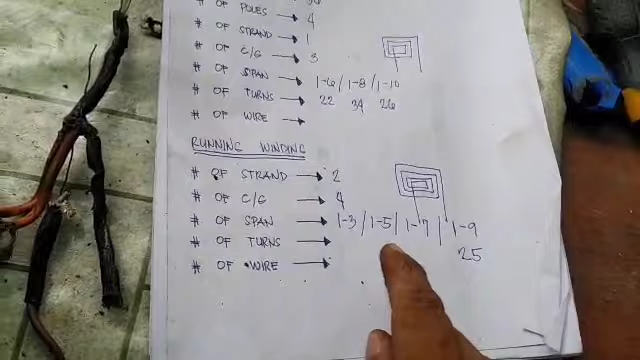 # OF POLES → 4
# OF STRAND → 1
# OF C/G → 3
# OF SPAN → 1-6/1-8/1-10
# OF TURNS → 22 34 26
# OF WIRE →
RUNNING WINDING
# OF STRAND → 2
# OF C/G → 4
# OF SPAN → 1-3/1-5/1-7/1-9
# OF TURNS → 25
# OF WIRE →